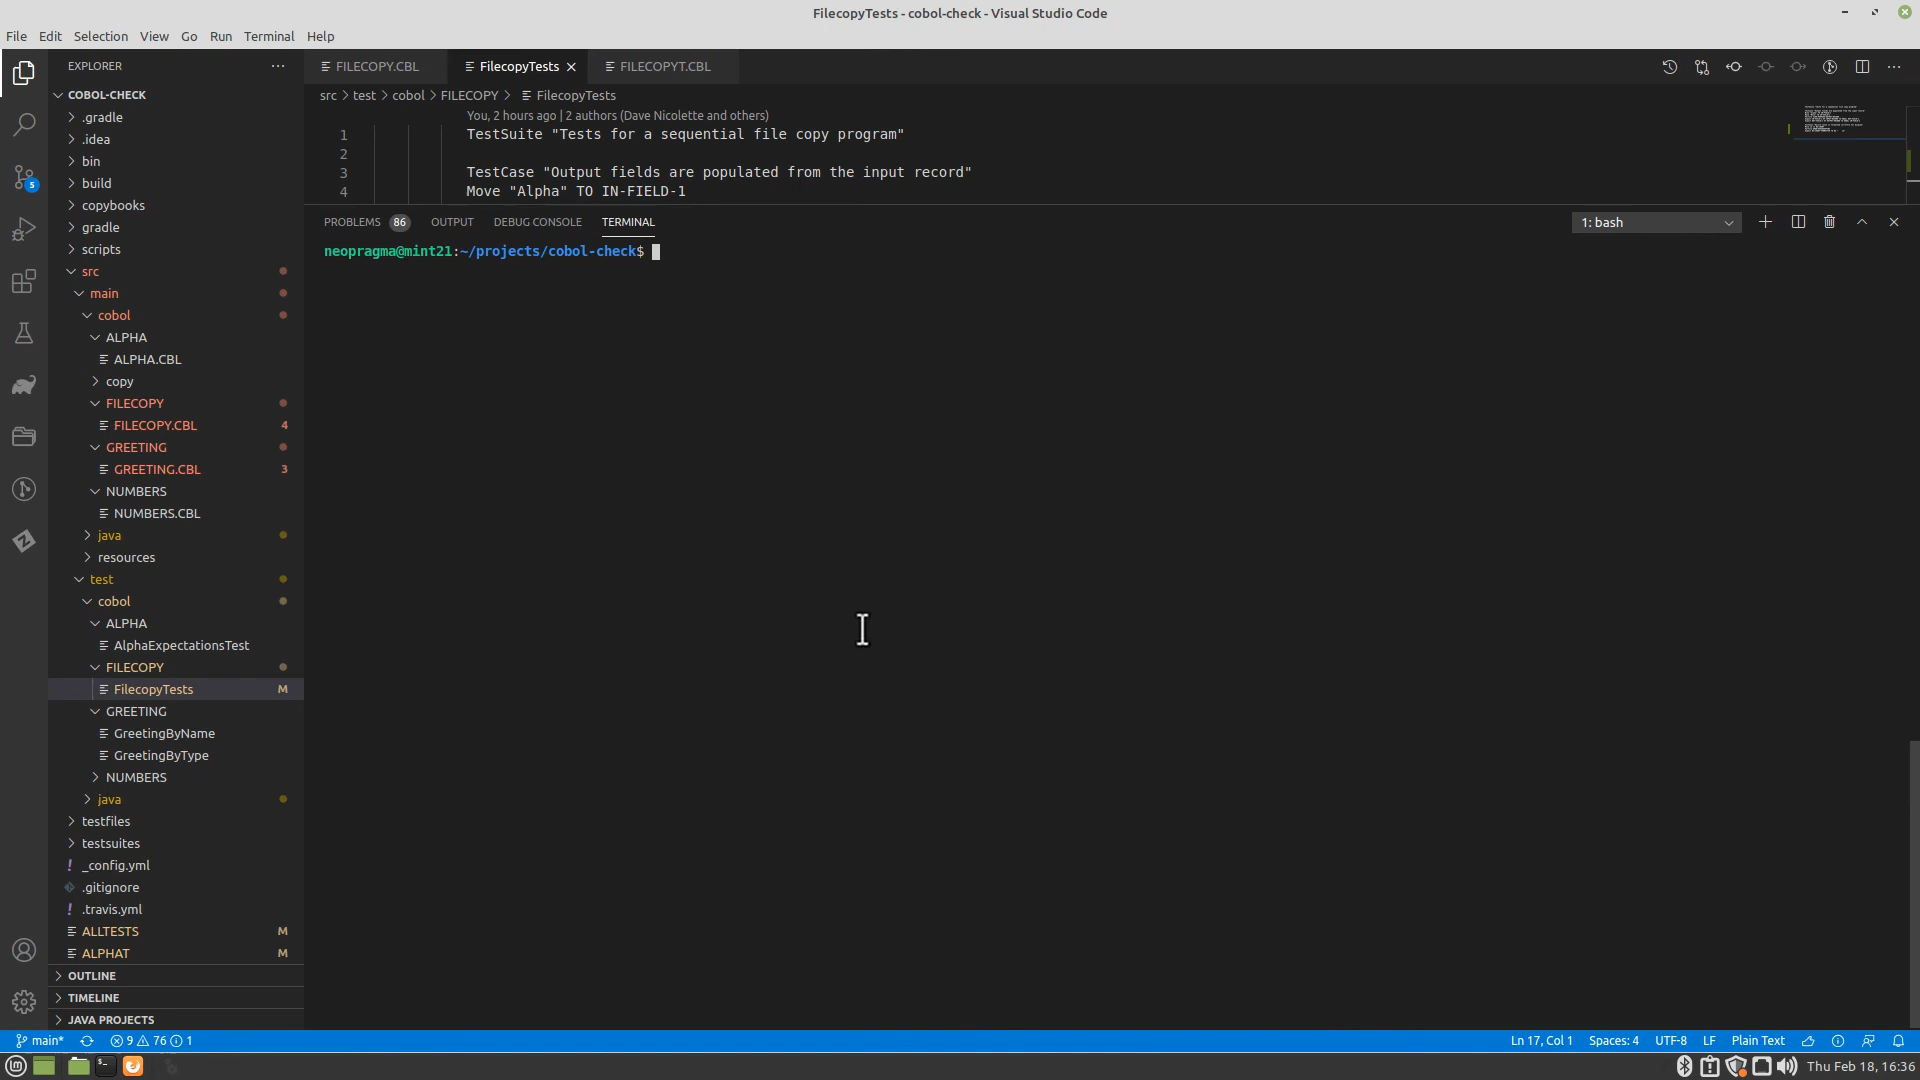 FilecopyTests - cobol-check - Visual Studio Code
File Edit Selection View Go Run Terminal Help
EXPLORER
COBOL-CHECK
.gradle
.idea
bin
build
copybooks
gradle
scripts
src
main
cobol
ALPHA
ALPHA.CBL
copy
FILECOPY
FILECOPY.CBL 4
GREETING
GREETING.CBL 3
NUMBERS
NUMBERS.CBL
java
resources
test
cobol
ALPHA
AlphaExpectationsTest
FILECOPY
FilecopyTests M
GREETING
GreetingByName
GreetingByType
NUMBERS
java
testfiles
testsuites
! _config.yml
.gitignore
! .travis.yml
ALLTESTS M
ALPHAT M
OUTLINE
TIMELINE
JAVA PROJECTS
5
FILECOPY.CBL FilecopyTests FILECOPYT.CBL
src > test > cobol > FILECOPY > FilecopyTests
You, 2 hours ago | 2 authors (Dave Nicolette and others)
1 TestSuite "Tests for a sequential file copy program"
2
3 TestCase "Output fields are populated from the input record"
4 Move "Alpha" TO IN-FIELD-1
PROBLEMS 86 OUTPUT DEBUG CONSOLE TERMINAL 1: bash
neopragma@mint21:~/projects/cobol-check$
main* 9 76 1 Ln 17, Col 1 Spaces: 4 UTF-8 LF Plain Text
Thu Feb 18, 16:36